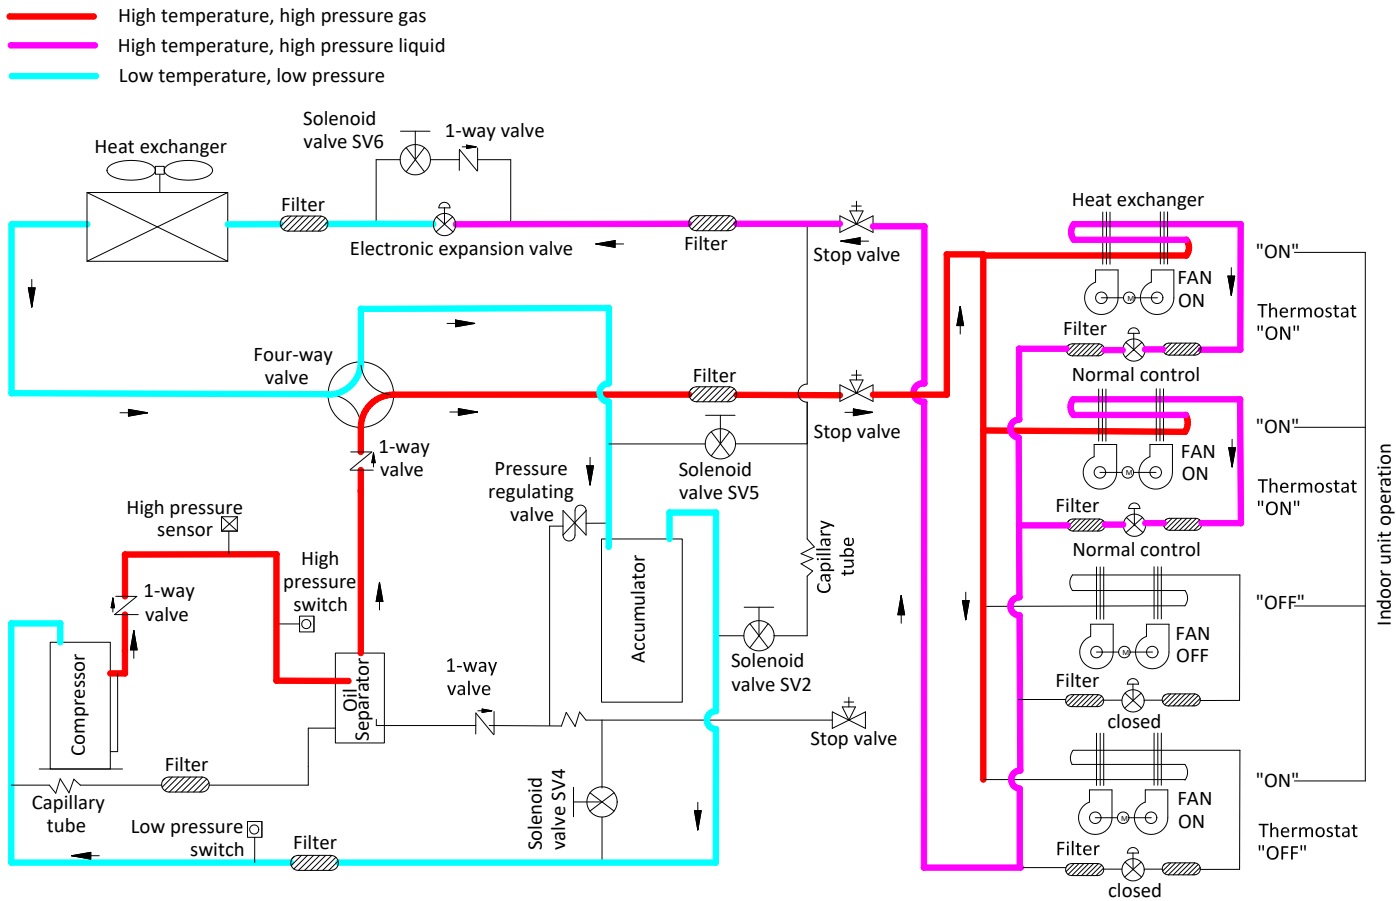 High temperature, high pressure gas
High temperature, high pressure liquid
Low temperature, low pressure
Solenoid
valve SV6
1-way valve
Heat exchanger
Filter
Electronic expansion valve
Filter
Stop valve
Heat exchanger
"ON"
FAN
ON
M
Thermostat
"ON"
Filter
Normal control
Four-way
valve
Filter
Stop valve
1-way
valve
Solenoid
valve SV5
Pressure
regulating
valve
"ON"
FAN
ON
M
Thermostat
"ON"
Filter
Normal control
High pressure
sensor
High
pressure
switch
1-way
valve
Capillary
tube
Accumulator
Compressor
Oil
Separator
1-way
valve
Solenoid
valve SV2
Stop valve
"OFF"
FAN
OFF
M
Filter
closed
Indoor unit operation
Filter
Capillary
tube
Solenoid
valve SV4
Low pressure
switch
Filter
"ON"
FAN
ON
M
Thermostat
"OFF"
Filter
closed